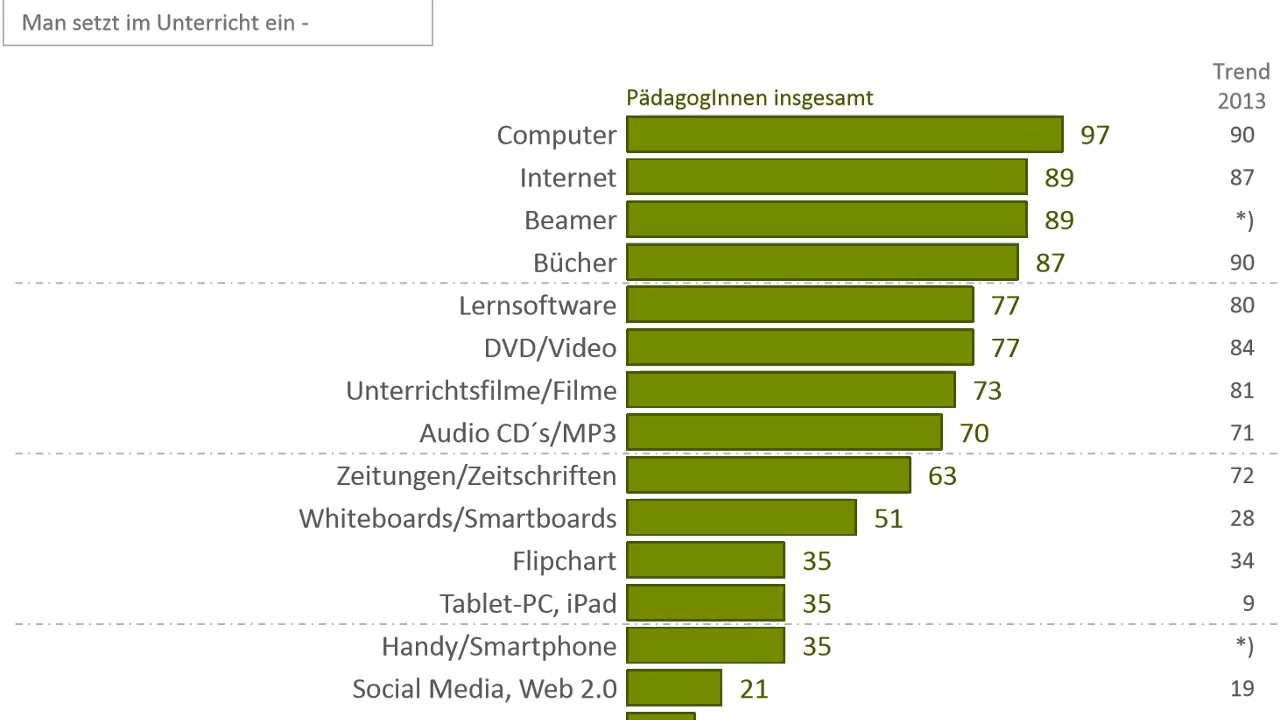 Man setzt im Unterricht ein -
Trend
2013
PädagogInnen insgesamt
Computer 97 90
Internet 89 87
Beamer 89 *)
Bücher 87 90
Lernsoftware 77 80
DVD/Video 77 84
Unterrichtsfilme/Filme 73 81
Audio CD´s/MP3 70 71
Zeitungen/Zeitschriften 63 72
Whiteboards/Smartboards 51 28
Flipchart 35 34
Tablet-PC, iPad 35 9
Handy/Smartphone 35 *)
Social Media, Web 2.0 21 19